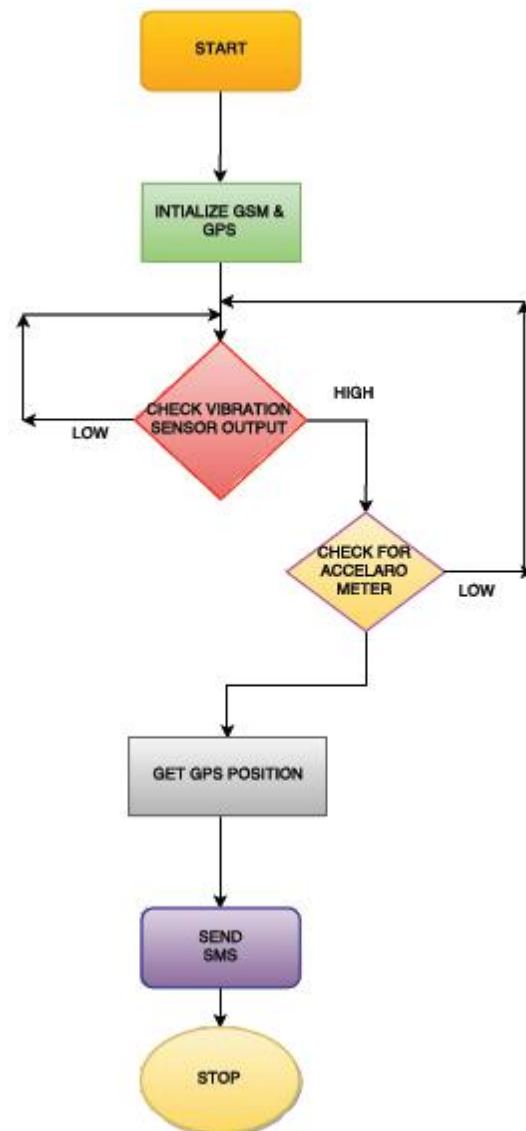 START
INTIALIZE GSM &
GPS
CHECK VIBRATION
SENSOR OUTPUT
LOW
HIGH
CHECK FOR
ACCELARO
METER
LOW
GET GPS POSITION
SEND
SMS
STOP